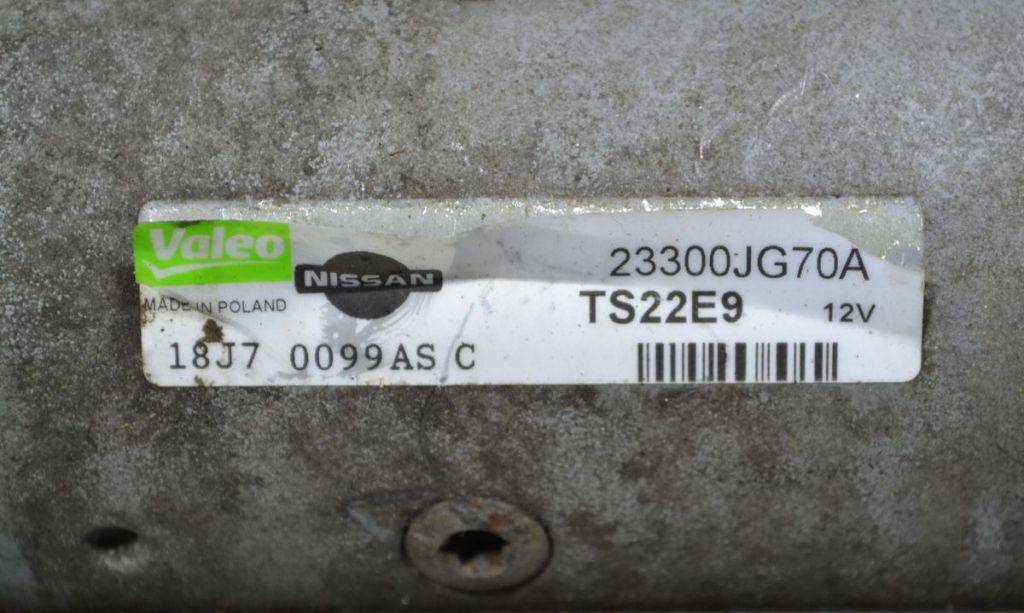 Valeo
NISSAN
23300JG70A
MADE IN POLAND
TS22E9 12V
18J7 0099AS C